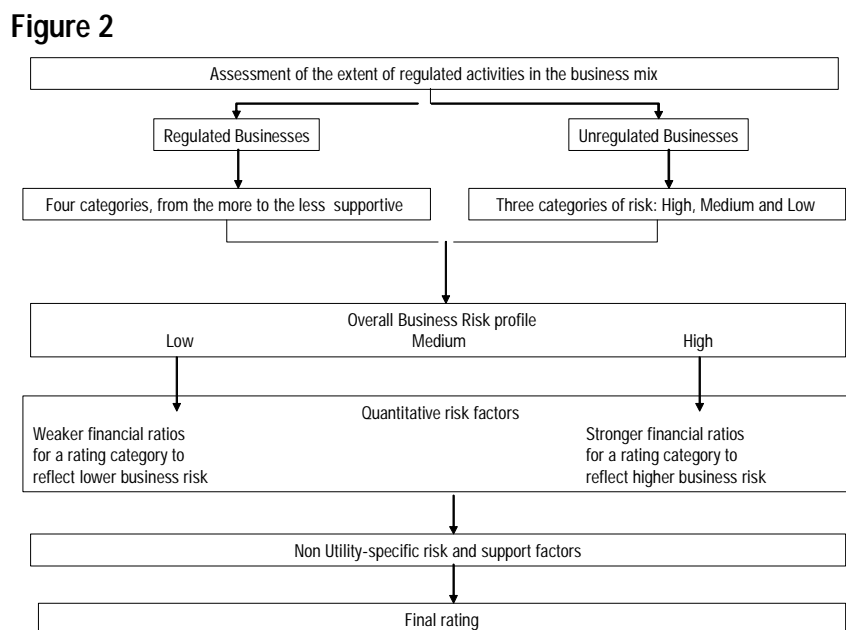 Figure 2
Assessment of the extent of regulated activities in the business mix
Regulated Businesses
Unregulated Businesses
Four categories, from the more to the less supportive
Three categories of risk: High, Medium and Low
Overall Business Risk profile
Low Medium High
Quantitative risk factors
Weaker financial ratios
for a rating category to
reflect lower business risk
Stronger financial ratios
for a rating category to
reflect higher business risk
Non Utility-specific risk and support factors
Final rating